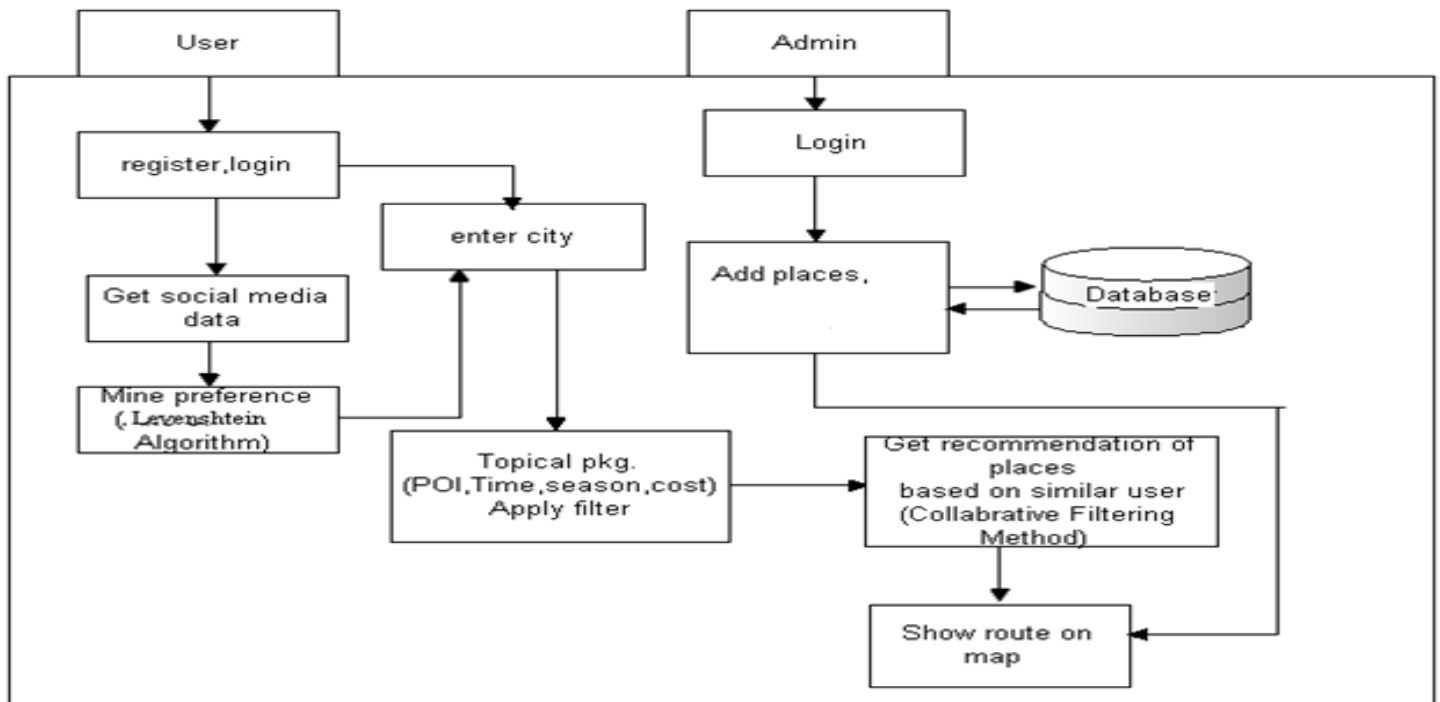 User
Admin
register,login
Login
enter city
Add places,
Database
Get social media
data
Mine preference
(.Levenshtein
Algorithm)
Topical pkg.
(POI,Time,season,cost)
Apply filter
Get recommendation of
places
based on similar user
(Collabrative Filtering
Method)
Show route on
map